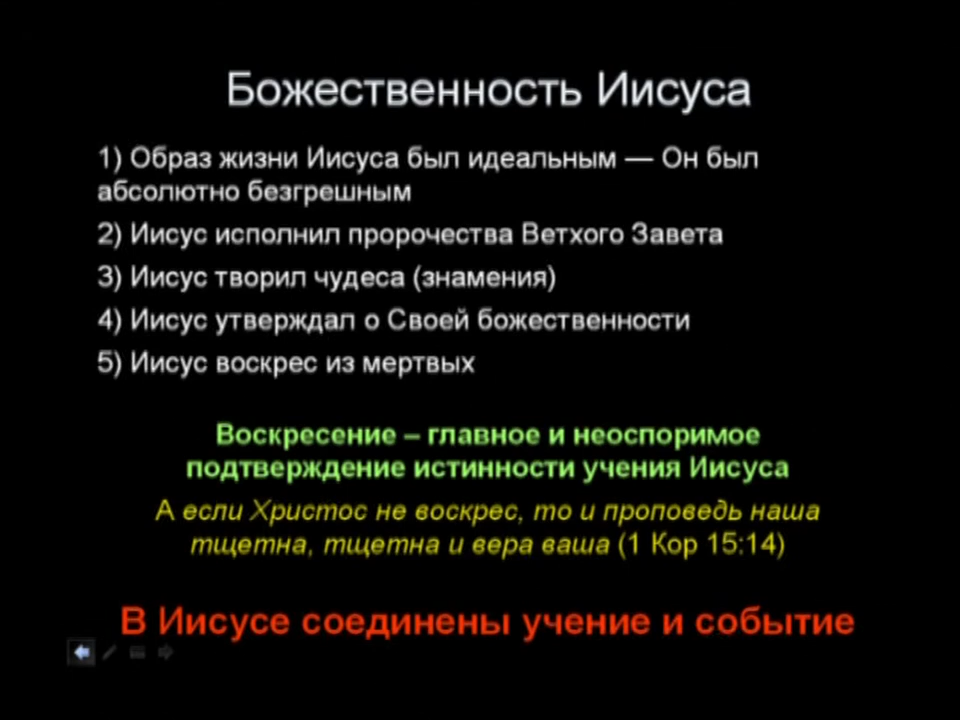 Божественность Иисуса
1) Образ жизни Иисуса был идеальным — Он был
абсолютно безгрешным
2) Иисус исполнил пророчества Ветхого Завета
3) Иисус творил чудеса (знамения)
4) Иисус утверждал о Своей божественности
5) Иисус воскрес из мертвых
Воскресение – главное и неоспоримое
подтверждение истинности учения Иисуса
А если Христос не воскрес, то и проповедь наша
тщетна, тщетна и вера ваша (1 Кор 15:14)
В Иисусе соединены учение и событие